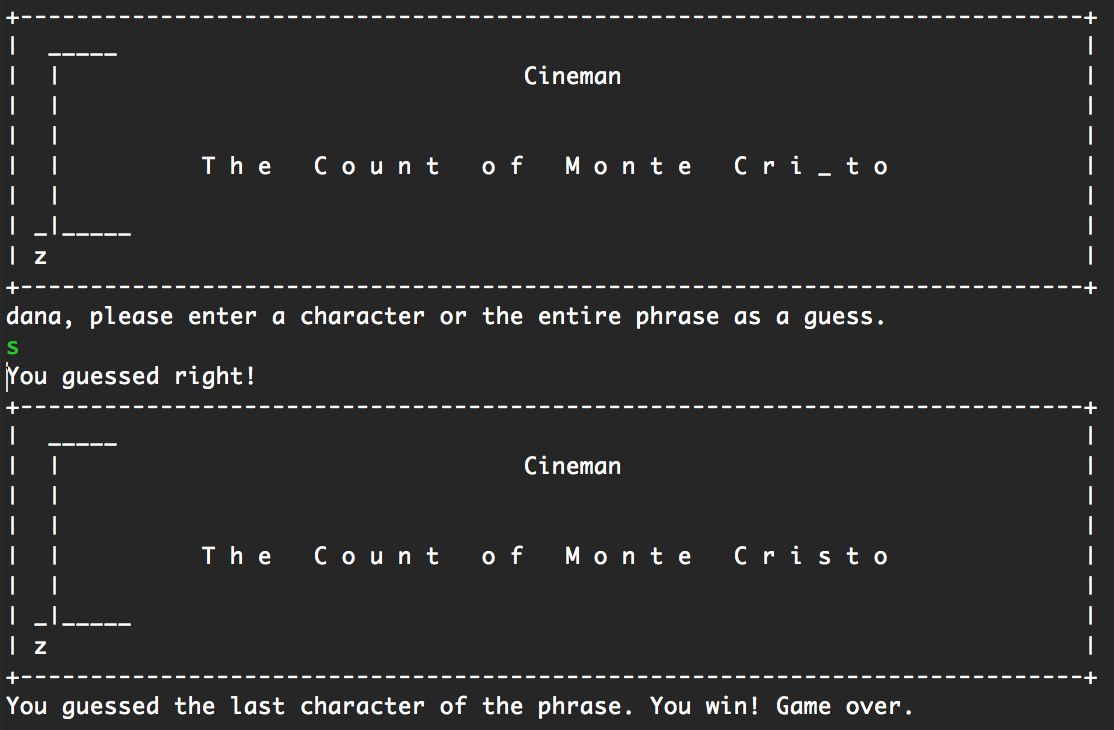 +----------------------------------------------------------------------------+
|  _____                                                                     |
|  |                                 Cineman                                 |
|  |                                                                         |
|  |                                                                         |
|  |          T h e   C o u n t   o f   M o n t e   C r i _ t o              |
|  |                                                                         |
| _|_____                                                                    |
| z                                                                          |
+----------------------------------------------------------------------------+
dana, please enter a character or the entire phrase as a guess.
s
You guessed right!
+----------------------------------------------------------------------------+
|  _____                                                                     |
|  |                                 Cineman                                 |
|  |                                                                         |
|  |                                                                         |
|  |          T h e   C o u n t   o f   M o n t e   C r i s t o              |
|  |                                                                         |
| _|_____                                                                    |
| z                                                                          |
+----------------------------------------------------------------------------+
You guessed the last character of the phrase. You win! Game over.